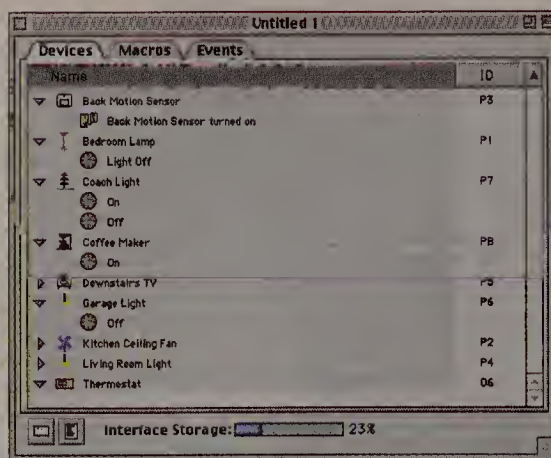 Untitled 1
Devices Macros Events
Name ID
Back Motion Sensor P3
Back Motion Sensor turned on
Bedroom Lamp P1
Light Off
Coach Light P7
On
Off
Coffee Maker P8
On
Downstairs TV P5
Garage Light P6
Off
Kitchen Ceiling Fan P2
Living Room Light P4
Thermostat O6
Interface Storage: 23%